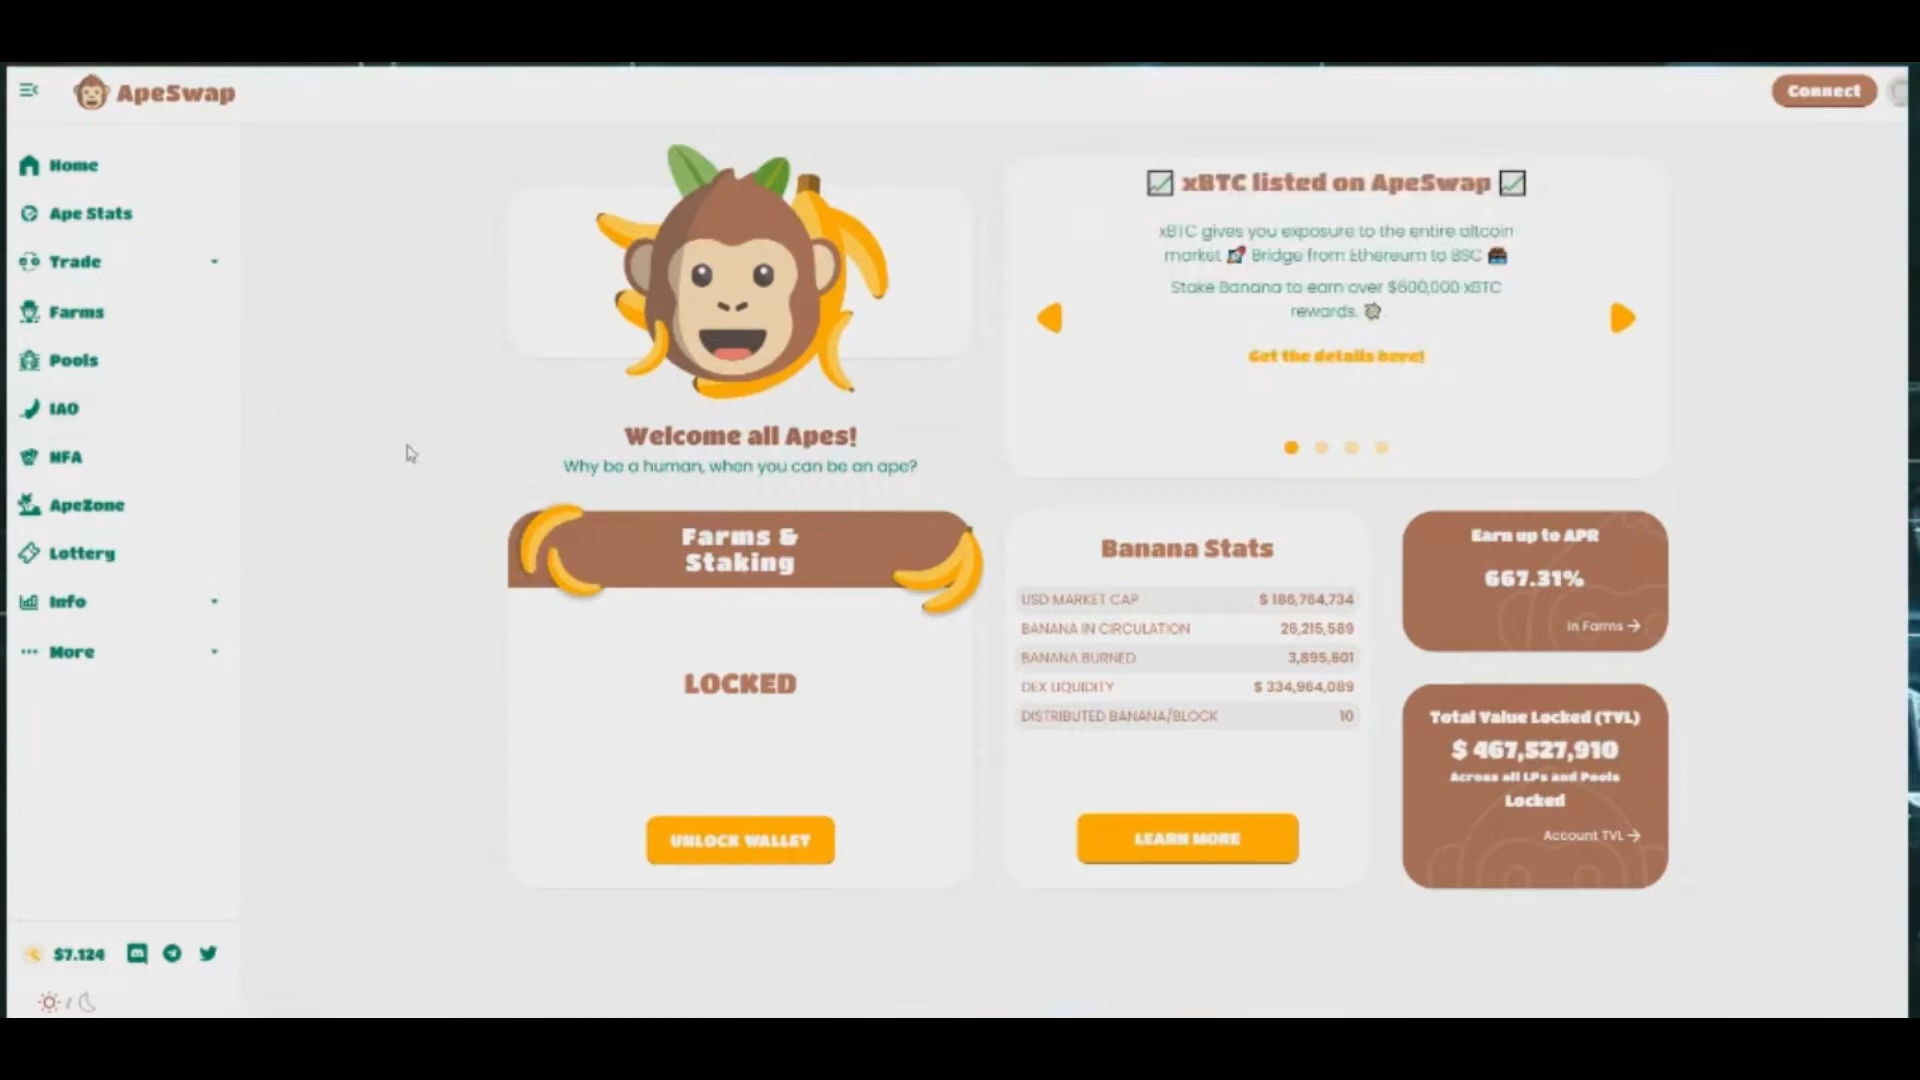 ApeSwap
Connect
Home
Ape Stats
Trade
Farms
Pools
IAO
NFA
ApeZone
Lottery
Info
More
$7.124
/
Welcome all Apes!
Why be a human, when you can be an ape?
xBTC listed on ApeSwap
xBTC gives you exposure to the entire altcoin
market Bridge from Ethereum to BSC
Stake Banana to earn over $600,000 xBTC
rewards.
Get the details here!
Farms &
Staking
LOCKED
UNLOCK WALLET
Banana Stats
USD MARKET CAP $ 186,764,734
BANANA IN CIRCULATION 26,215,589
BANANA BURNED 3,895,601
DEX LIQUIDITY $ 334,964,089
DISTRIBUTED BANANA/BLOCK 10
LEARN MORE
Earn up to APR
667.31%
In Farms →
Total Value Locked (TVL)
$ 467,527,910
Across all LPs and Pools
Locked
Account TVL →